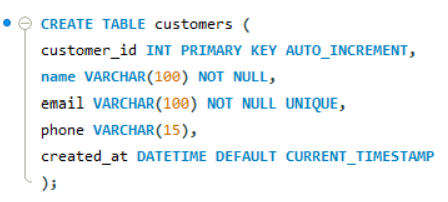 CREATE TABLE customers (
customer_id INT PRIMARY KEY AUTO_INCREMENT,
name VARCHAR(100) NOT NULL,
email VARCHAR(100) NOT NULL UNIQUE,
phone VARCHAR(15),
created_at DATETIME DEFAULT CURRENT_TIMESTAMP
);